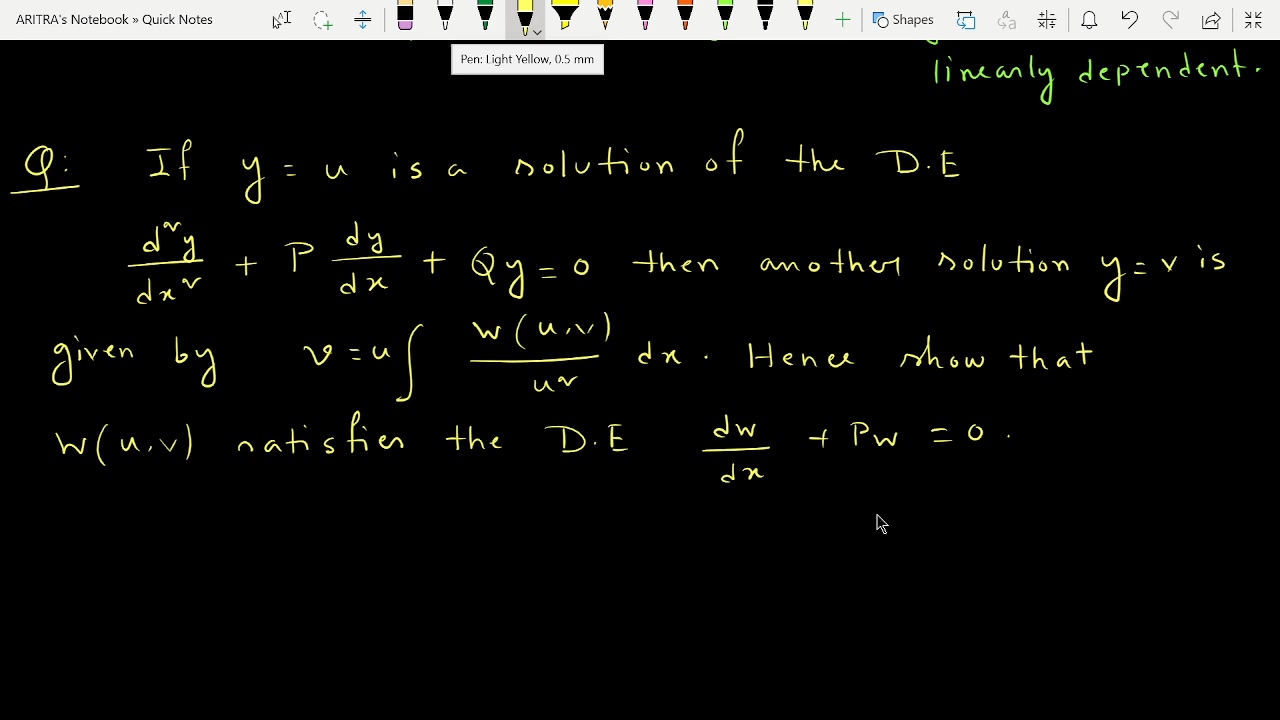 ARITRA's Notebook » Quick Notes
Shapes
Pen: Light Yellow, 0.5 mm
linearly dependent.
Q: If y = u is a solution of the D.E
d²y/dx² + P dy/dx + Qy = 0 then another solution y = v is
given by v = u ∫ W(u,v)/u² dx. Hence show that
W(u,v) satisfies the D.E dw/dx + Pw = 0.